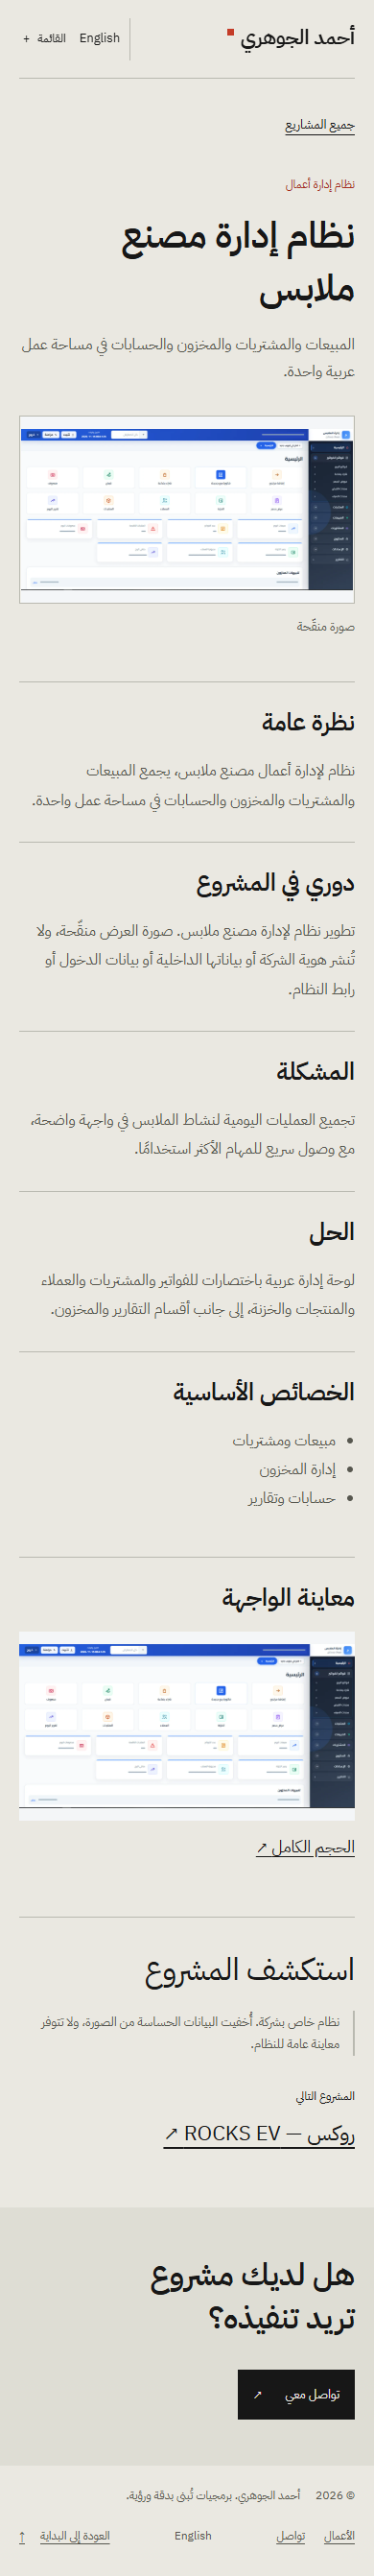 أحمد الجوهري
English
القائمة +
جميع المشاريع
نظام إدارة أعمال
نظام إدارة مصنع
ملابس
المبيعات والمشتريات والمخزون والحسابات في مساحة عمل
عربية واحدة.
الرئيسية
صورة منقّحة
نظرة عامة
نظام لإدارة أعمال مصنع ملابس، يجمع المبيعات
والمشتريات والمخزون والحسابات في مساحة عمل واحدة.
دوري في المشروع
تطوير نظام لإدارة مصنع ملابس. صورة العرض منقّحة، ولا
تُنشر هوية الشركة أو بياناتها الداخلية أو بيانات الدخول أو
رابط النظام.
المشكلة
تجميع العمليات اليومية لنشاط الملابس في واجهة واضحة،
مع وصول سريع للمهام الأكثر استخدامًا.
الحل
لوحة إدارة عربية باختصارات للفواتير والمشتريات والعملاء
والمنتجات والخزنة، إلى جانب أقسام التقارير والمخزون.
الخصائص الأساسية
• مبيعات ومشتريات
• إدارة المخزون
• حسابات وتقارير
معاينة الواجهة
الرئيسية
الحجم الكامل ↗
استكشف المشروع
نظام خاص بشركة. أُخفيت البيانات الحساسة من الصورة، ولا تتوفر
معاينة عامة للنظام.
المشروع التالي
روكس — ROCKS EV ↗
هل لديك مشروع
تريد تنفيذه؟
تواصل معي ↗
© 2026 أحمد الجوهري. برمجيات تُبنى بدقة ورؤية.
الأعمال تواصل English العودة إلى البداية ↑